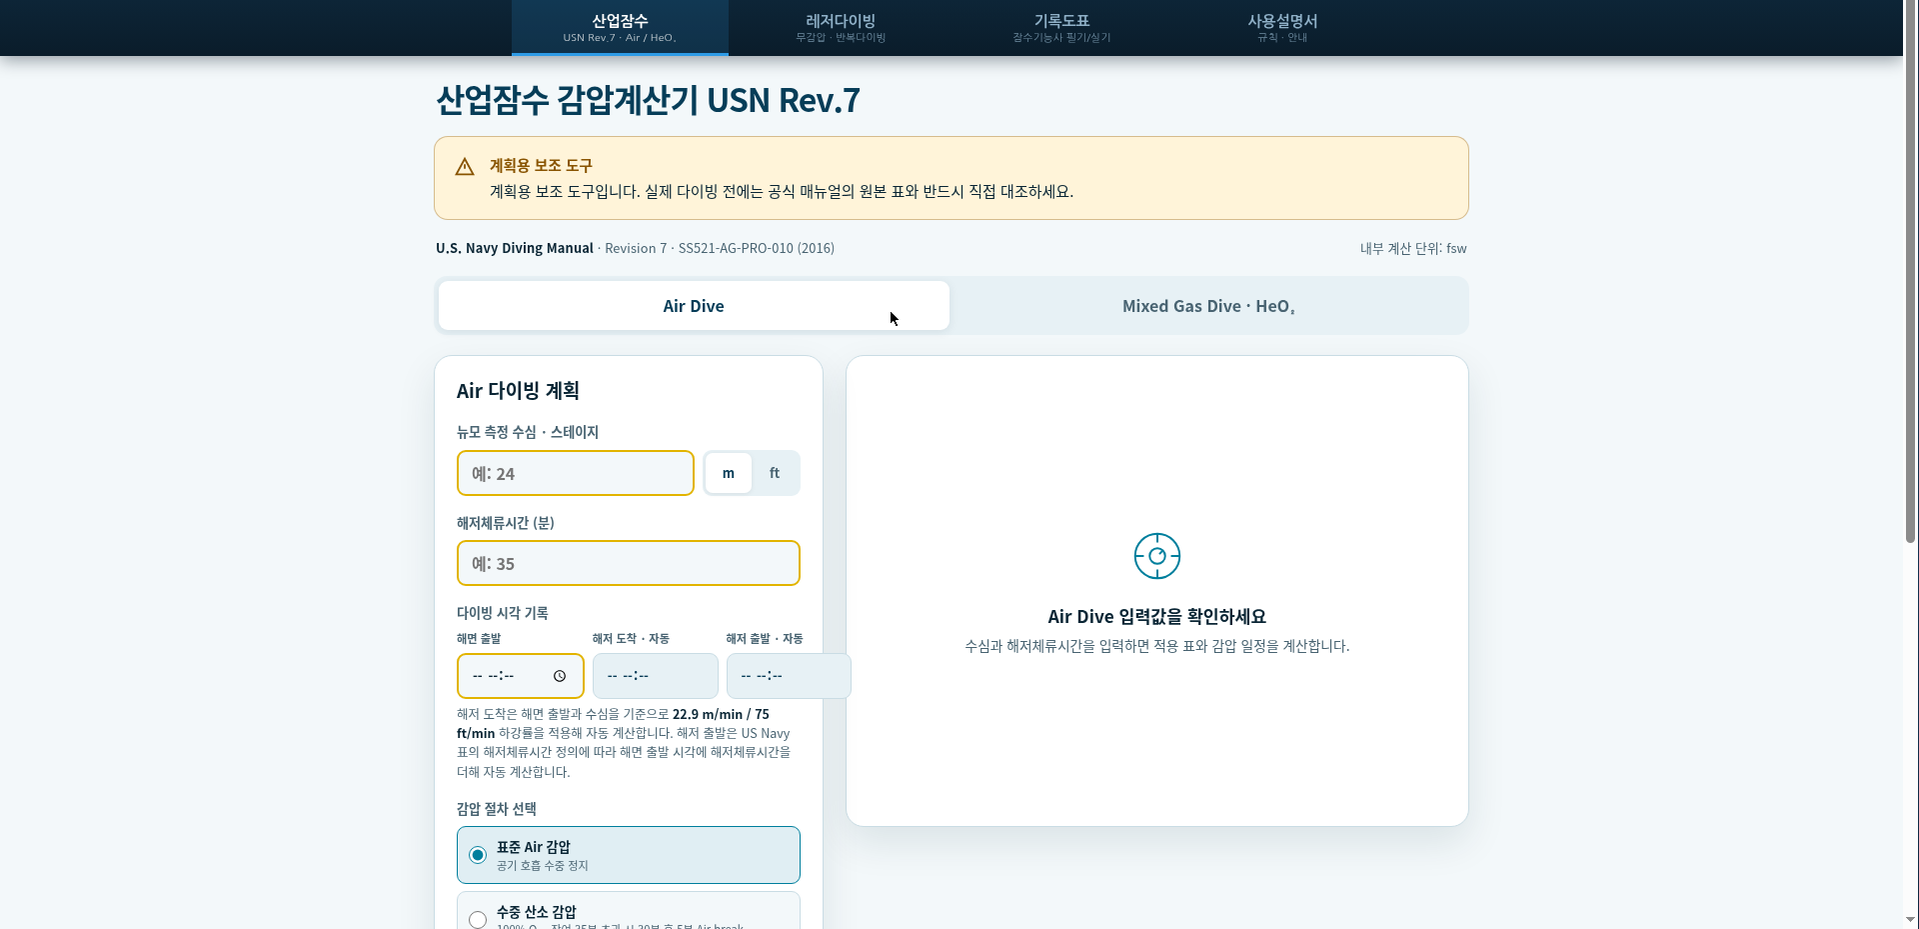 산업잠수
USN Rev.7 · Air / HeO₂
레저다이빙
무감압 · 반복다이빙
기록도표
잠수기능사 필기/실기
사용설명서
규칙 · 안내
산업잠수 감압계산기 USN Rev.7
계획용 보조 도구
계획용 보조 도구입니다. 실제 다이빙 전에는 공식 매뉴얼의 원본 표와 반드시 직접 대조하세요.
U.S. Navy Diving Manual · Revision 7 · SS521-AG-PRO-010 (2016)
내부 계산 단위: fsw
Air Dive
Mixed Gas Dive · HeO₂
Air 다이빙 계획
뉴모 측정 수심 · 스테이지
예: 24
m
ft
해저체류시간 (분)
예: 35
다이빙 시각 기록
해면 출발
해저 도착 · 자동
해저 출발 · 자동
-- --:--
-- --:--
-- --:--
해저 도착은 해면 출발과 수심을 기준으로 22.9 m/min / 75
ft/min 하강률을 적용해 자동 계산합니다. 해저 출발은 US Navy
표의 해저체류시간 정의에 따라 해면 출발 시각에 해저체류시간을
더해 자동 계산합니다.
감압 절차 선택
표준 Air 감압
공기 호흡 수중 정지
수중 산소 감압
Air Dive 입력값을 확인하세요
수심과 해저체류시간을 입력하면 적용 표와 감압 일정을 계산합니다.